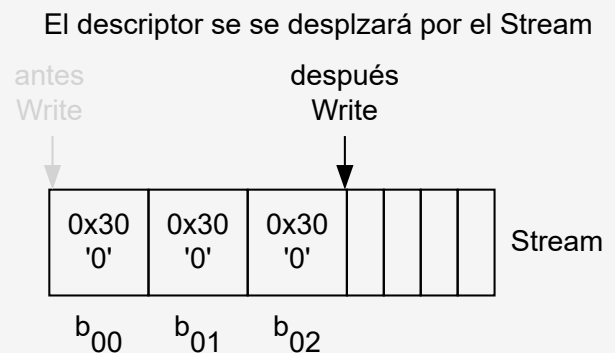 El descriptor se se desplzará por el Stream
antes después
Write Write
0x30 0x30 0x30
'0' '0' '0'
Stream
b00 b01 b02